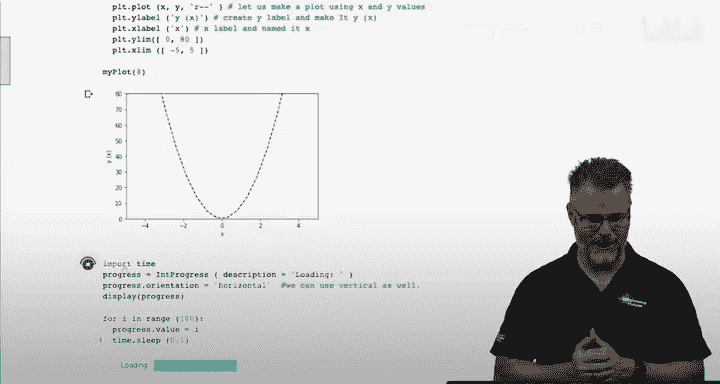 plt.plot (x, y, 'r--' ) # let us make a plot using x and y values
plt.ylabel ('y (x)') # create y label and make It y (x)
plt.xlabel ('x') # x label and named it x
plt.ylim([ 0, 80 ])
plt.xlim ([ -5, 5 ])
myPlot(8)
80
70
60
50
40
30
20
10
0
y (x)
-4 -2 0 2 4
x
import time
progress = IntProgress ( description = 'Loading: ' )
progress.orientation = 'horizontal' #we can use vertical as well.
display(progress)
for i in range (100):
progress.value = i
time.sleep (0.1)
Loading: